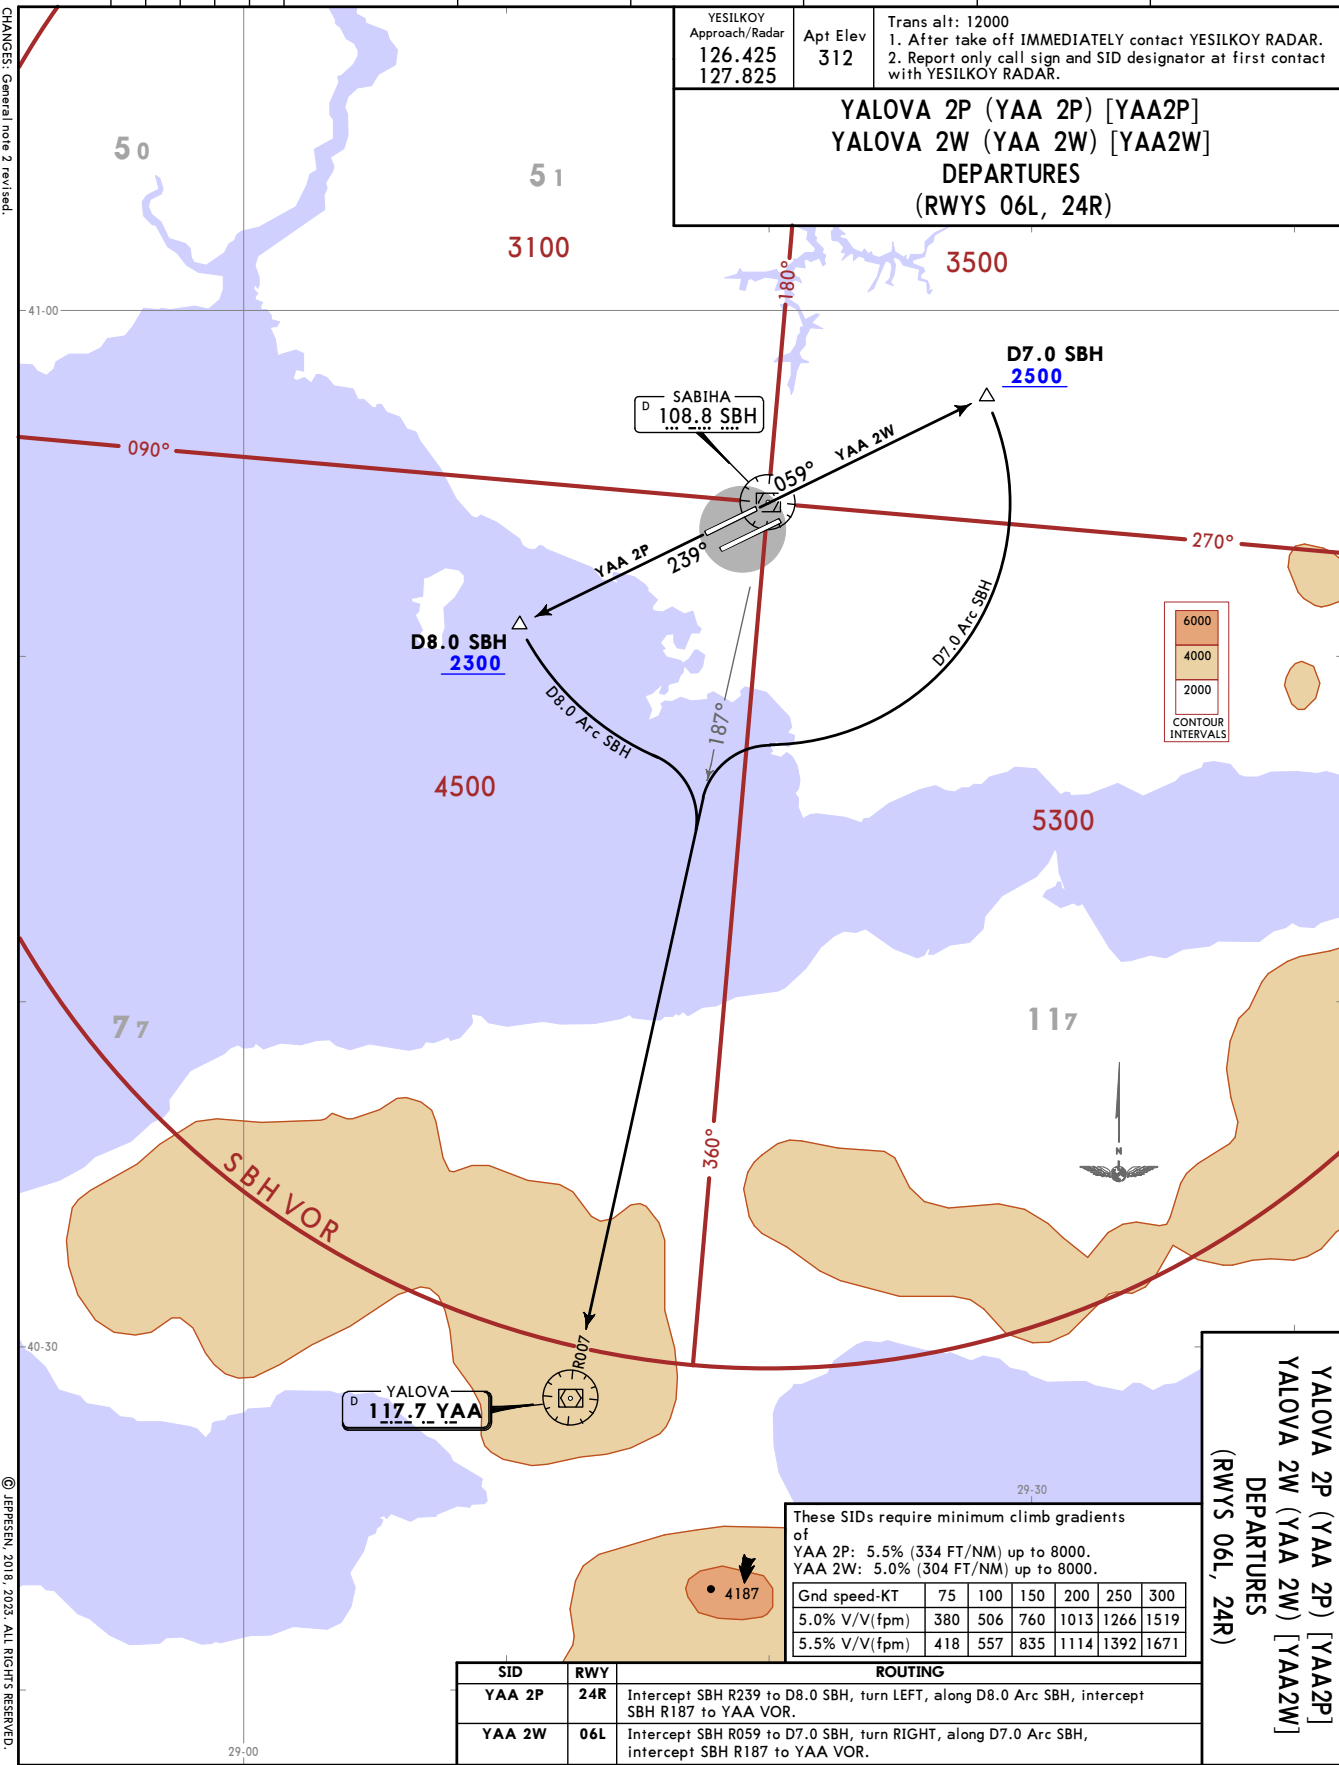 CHANGES: General note 2 revised.
YESILKOY
Approach/Radar
126.425
127.825
Apt Elev
312
Trans alt: 12000
1. After take off IMMEDIATELY contact YESILKOY RADAR.
2. Report only call sign and SID designator at first contact
with YESILKOY RADAR.
YALOVA 2P (YAA 2P) [YAA2P]
YALOVA 2W (YAA 2W) [YAA2W]
DEPARTURES
(RWYS 06L, 24R)
50
51
3100
3500
180°
41-00
D7.0 SBH
2500
SABIHA
D 108.8 SBH
YAA 2W
059°
090°
270°
YAA 2P
239°
D8.0 SBH
2300
D7.0 Arc SBH
D8.0 Arc SBH
187°
6000
4000
2000
CONTOUR
INTERVALS
4500
5300
77
117
N
360°
SBH VOR
40-30
R007
YALOVA
D 117.7 YAA
29-30
4187
These SIDs require minimum climb gradients
of
YAA 2P: 5.5% (334 FT/NM) up to 8000.
YAA 2W: 5.0% (304 FT/NM) up to 8000.
Gnd speed-KT 75 100 150 200 250 300
5.0% V/V(fpm) 380 506 760 1013 1266 1519
5.5% V/V(fpm) 418 557 835 1114 1392 1671
YALOVA 2P (YAA 2P) [YAA2P]
YALOVA 2W (YAA 2W) [YAA2W]
DEPARTURES
(RWYS 06L, 24R)
SID RWY ROUTING
YAA 2P 24R Intercept SBH R239 to D8.0 SBH, turn LEFT, along D8.0 Arc SBH, intercept
SBH R187 to YAA VOR.
YAA 2W 06L Intercept SBH R059 to D7.0 SBH, turn RIGHT, along D7.0 Arc SBH,
intercept SBH R187 to YAA VOR.
29-00
© JEPPESEN, 2018, 2023. ALL RIGHTS RESERVED.